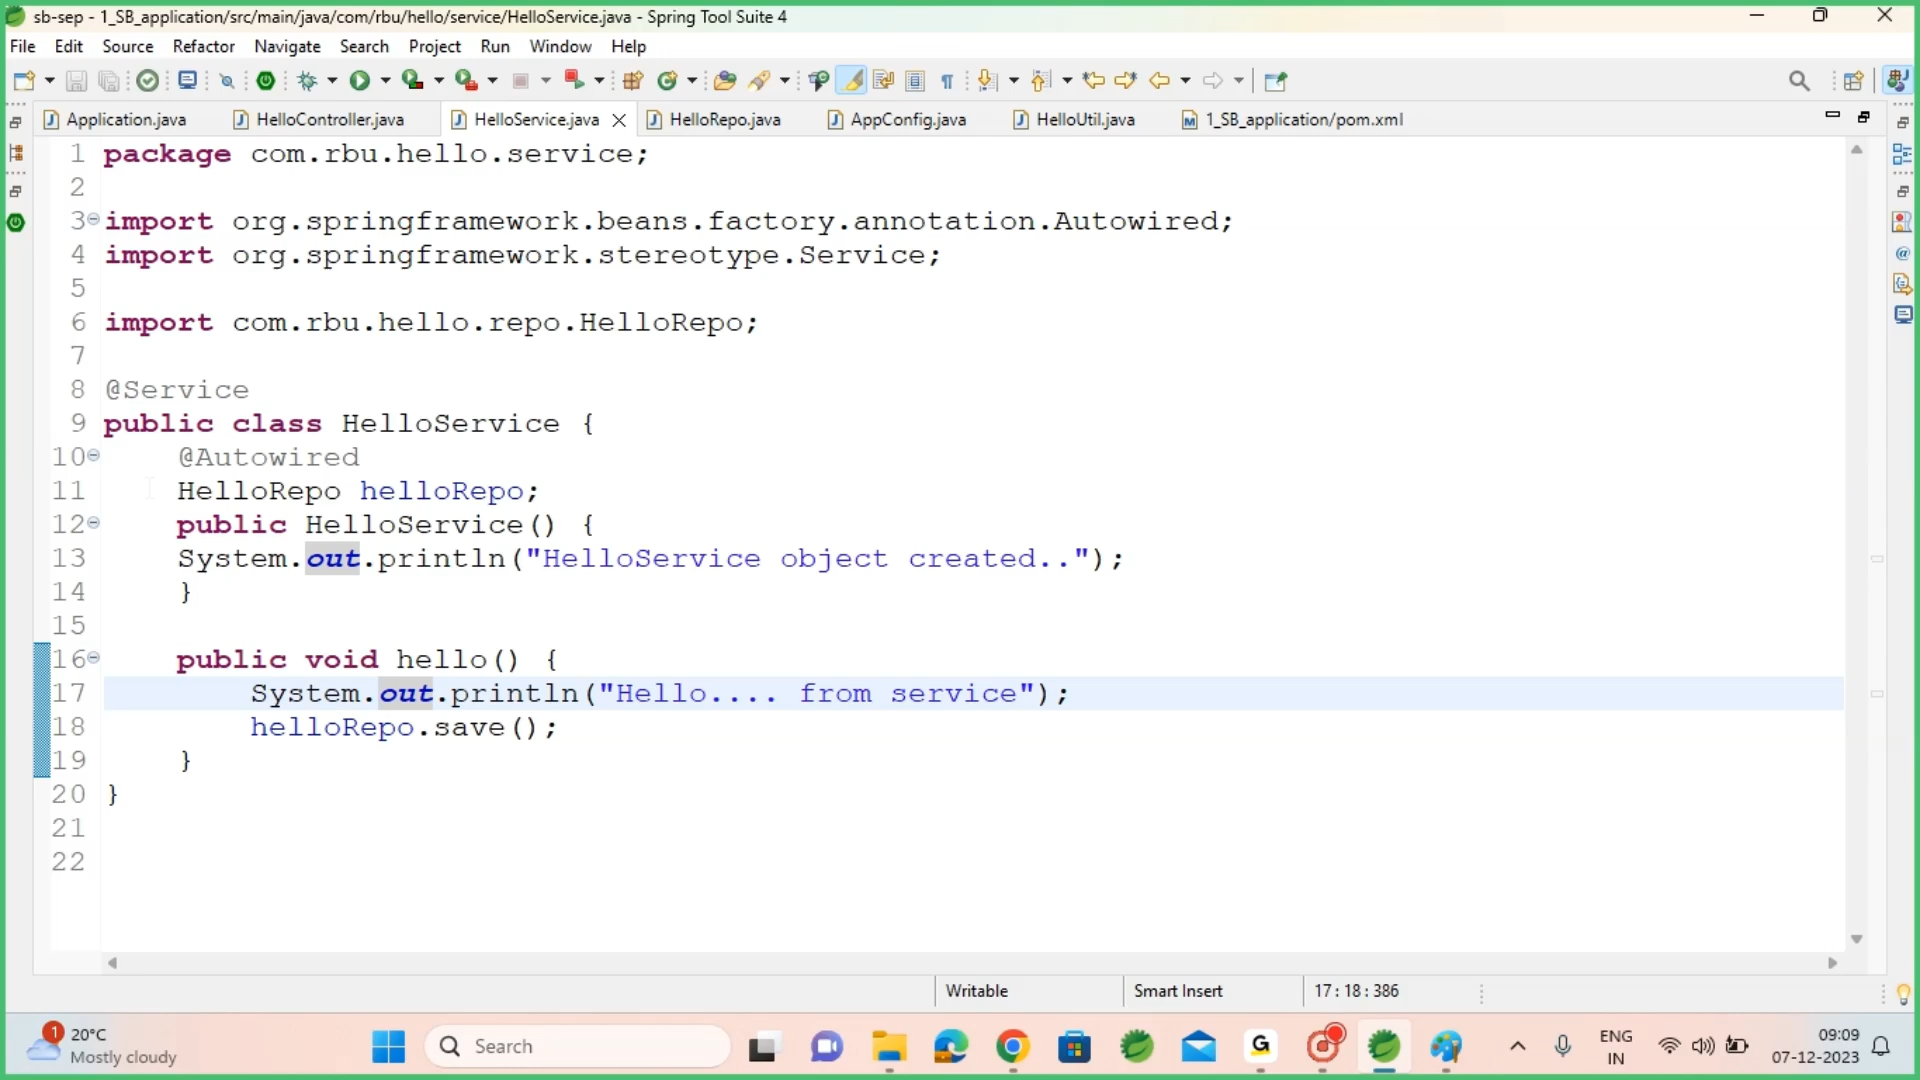 sb-sep - 1_SB_application/src/main/java/com/rbu/hello/service/HelloService.java - Spring Tool Suite 4
File Edit Source Refactor Navigate Search Project Run Window Help
Application.java HelloController.java HelloService.java HelloRepo.java AppConfig.java HelloUtil.java 1_SB_application/pom.xml
1 package com.rbu.hello.service;
2
3 import org.springframework.beans.factory.annotation.Autowired;
4 import org.springframework.stereotype.Service;
5
6 import com.rbu.hello.repo.HelloRepo;
7
8 @Service
9 public class HelloService {
10 @Autowired
11 HelloRepo helloRepo;
12 public HelloService() {
13 System.out.println("HelloService object created..");
14 }
15
16 public void hello() {
17 System.out.println("Hello.... from service");
18 helloRepo.save();
19 }
20 }
21
22
Writable Smart Insert 17 : 18 : 386
1 20°C
Mostly cloudy
Search
G
ENG
IN
09:09
07-12-2023